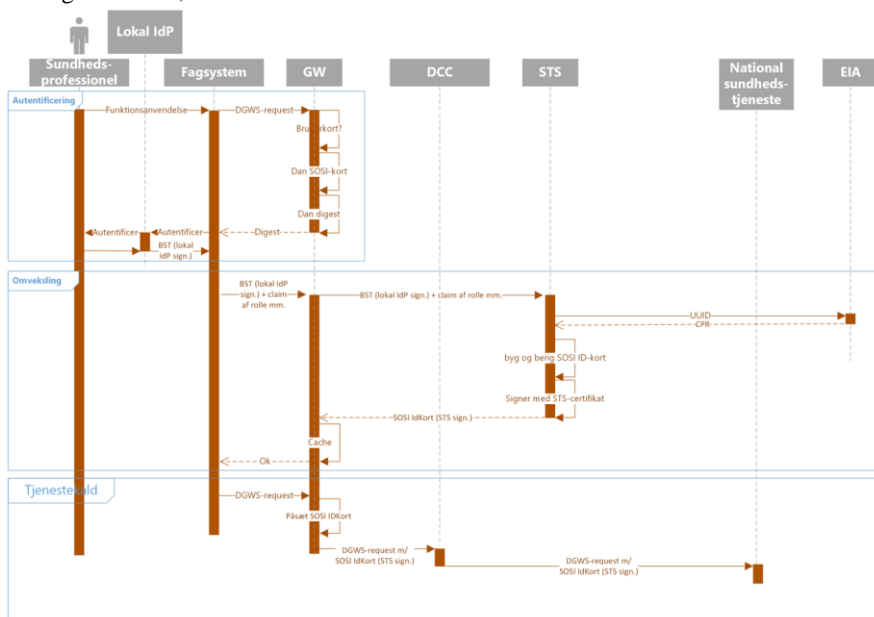 Lokal IdP
Sundheds-
professionel
Fagsystem
GW
DCC
STS
National
sundheds-
tjeneste
EIA
Autentificering
Funktionsanvendelse
DGWS-request
Dan SOSI-kort
Dan digest
Autentificer
Autentificer
Digest
BST (lokal
IdP sign.)
Omveksling
BST (lokal IdP
sign.) + claim
af rolle mm.
BST (lokal IdP sign.) + claim af rolle mm.
UUID
CPR
byg og berig SOSI ID-kort
Signer med STS-certifikat
SOSI IdKort (STS sign.)
Cache
Ok
Tjenestekald
DGWS-request
Påsæt SOSI IDKort
DGWS-request m/
SOSI IdKort (STS sign.)
DGWS-request m/
SOSI IdKort (STS sign.)